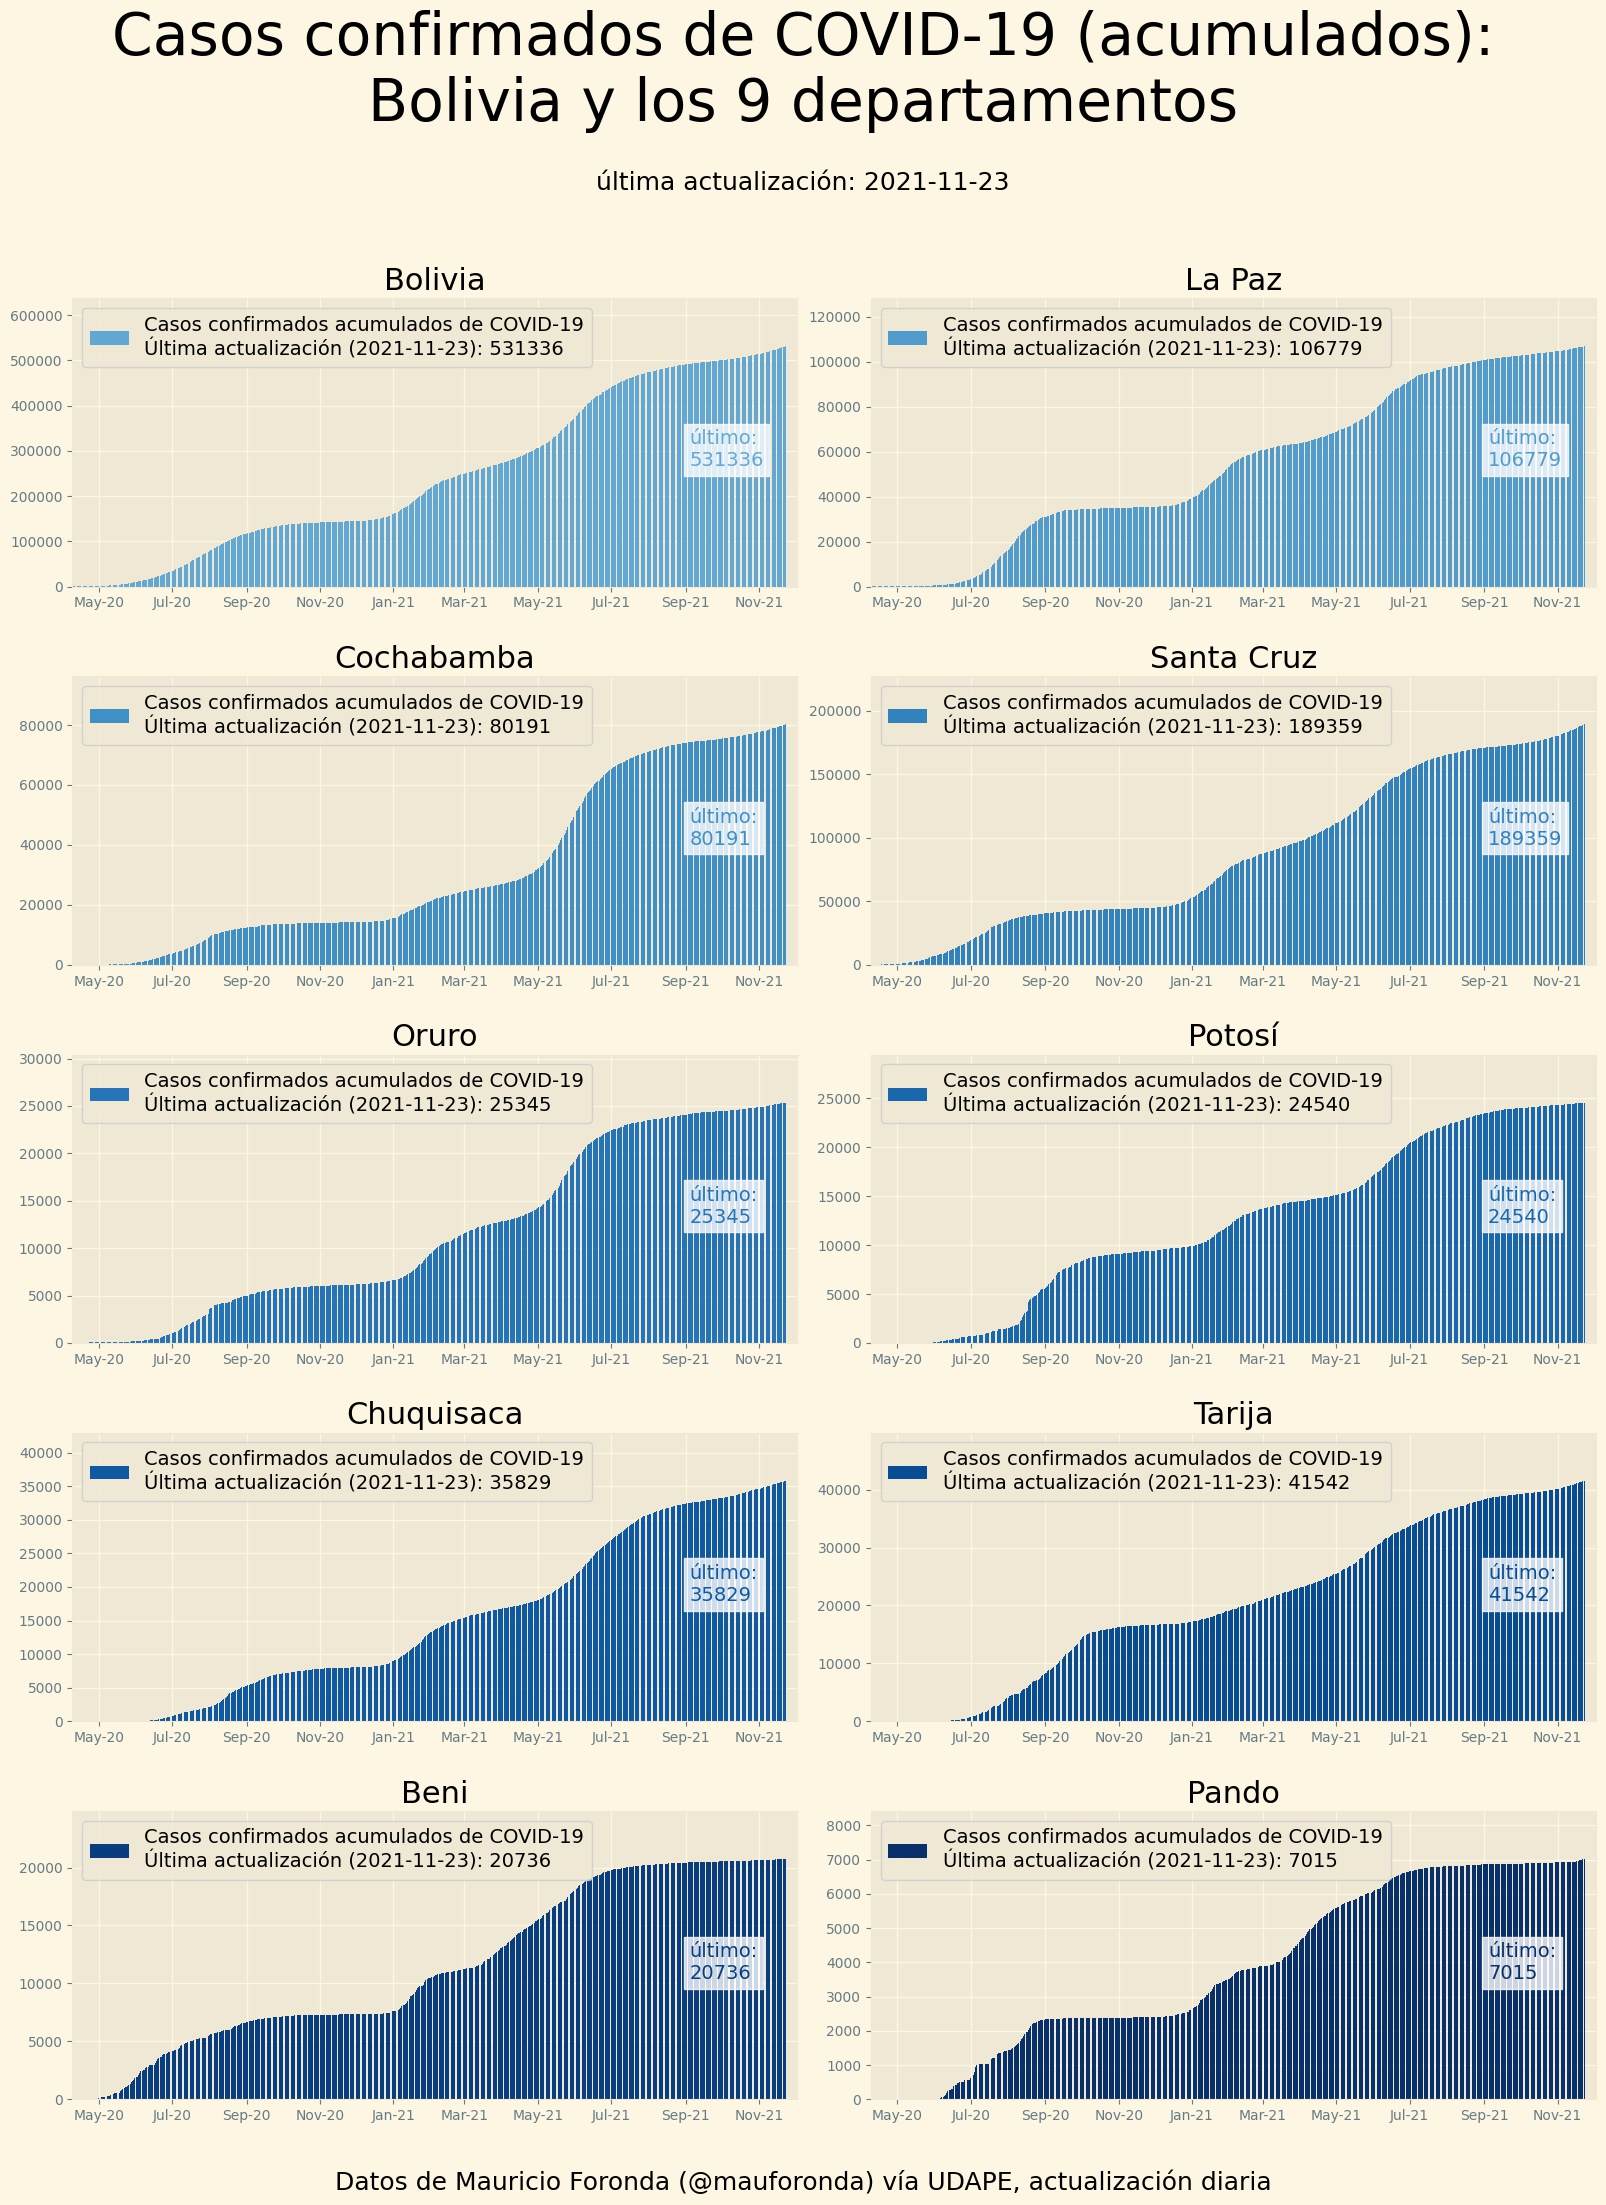 Casos confirmados de COVID-19 (acumulados):
Bolivia y los 9 departamentos
última actualización: 2021-11-23
Bolivia
600000
500000
400000
300000
200000
100000
0
Casos confirmados acumulados de COVID-19
Última actualización (2021-11-23): 531336
último:
531336
May-20 Jul-20 Sep-20 Nov-20 Jan-21 Mar-21 May-21 Jul-21 Sep-21 Nov-21
La Paz
120000
100000
80000
60000
40000
20000
0
Casos confirmados acumulados de COVID-19
Última actualización (2021-11-23): 106779
último:
106779
May-20 Jul-20 Sep-20 Nov-20 Jan-21 Mar-21 May-21 Jul-21 Sep-21 Nov-21
Cochabamba
80000
60000
40000
20000
0
Casos confirmados acumulados de COVID-19
Última actualización (2021-11-23): 80191
último:
80191
May-20 Jul-20 Sep-20 Nov-20 Jan-21 Mar-21 May-21 Jul-21 Sep-21 Nov-21
Santa Cruz
200000
150000
100000
50000
0
Casos confirmados acumulados de COVID-19
Última actualización (2021-11-23): 189359
último:
189359
May-20 Jul-20 Sep-20 Nov-20 Jan-21 Mar-21 May-21 Jul-21 Sep-21 Nov-21
Oruro
30000
25000
20000
15000
10000
5000
0
Casos confirmados acumulados de COVID-19
Última actualización (2021-11-23): 25345
último:
25345
May-20 Jul-20 Sep-20 Nov-20 Jan-21 Mar-21 May-21 Jul-21 Sep-21 Nov-21
Potosí
25000
20000
15000
10000
5000
0
Casos confirmados acumulados de COVID-19
Última actualización (2021-11-23): 24540
último:
24540
May-20 Jul-20 Sep-20 Nov-20 Jan-21 Mar-21 May-21 Jul-21 Sep-21 Nov-21
Chuquisaca
40000
35000
30000
25000
20000
15000
10000
5000
0
Casos confirmados acumulados de COVID-19
Última actualización (2021-11-23): 35829
último:
35829
May-20 Jul-20 Sep-20 Nov-20 Jan-21 Mar-21 May-21 Jul-21 Sep-21 Nov-21
Tarija
40000
30000
20000
10000
0
Casos confirmados acumulados de COVID-19
Última actualización (2021-11-23): 41542
último:
41542
May-20 Jul-20 Sep-20 Nov-20 Jan-21 Mar-21 May-21 Jul-21 Sep-21 Nov-21
Beni
20000
15000
10000
5000
0
Casos confirmados acumulados de COVID-19
Última actualización (2021-11-23): 20736
último:
20736
May-20 Jul-20 Sep-20 Nov-20 Jan-21 Mar-21 May-21 Jul-21 Sep-21 Nov-21
Pando
8000
7000
6000
5000
4000
3000
2000
1000
0
Casos confirmados acumulados de COVID-19
Última actualización (2021-11-23): 7015
último:
7015
May-20 Jul-20 Sep-20 Nov-20 Jan-21 Mar-21 May-21 Jul-21 Sep-21 Nov-21
Datos de Mauricio Foronda (@mauforonda) vía UDAPE, actualización diaria